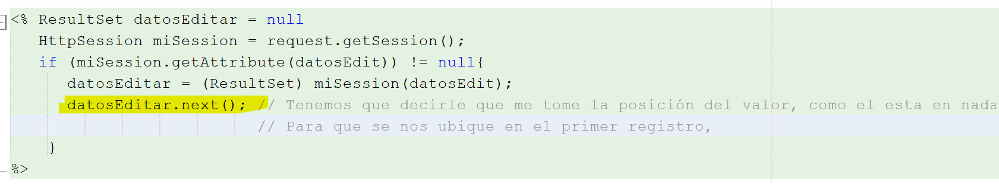 <% ResultSet datosEditar = null
HttpSession miSession = request.getSession();
if (miSession.getAttribute(datosEdit)) != null{
datosEditar = (ResultSet) miSession(datosEdit);
datosEditar.next(); // Tenemos que decirle que me tome la posición del valor, como el esta en nada
// Para que se nos ubique en el primer registro,
}
%>